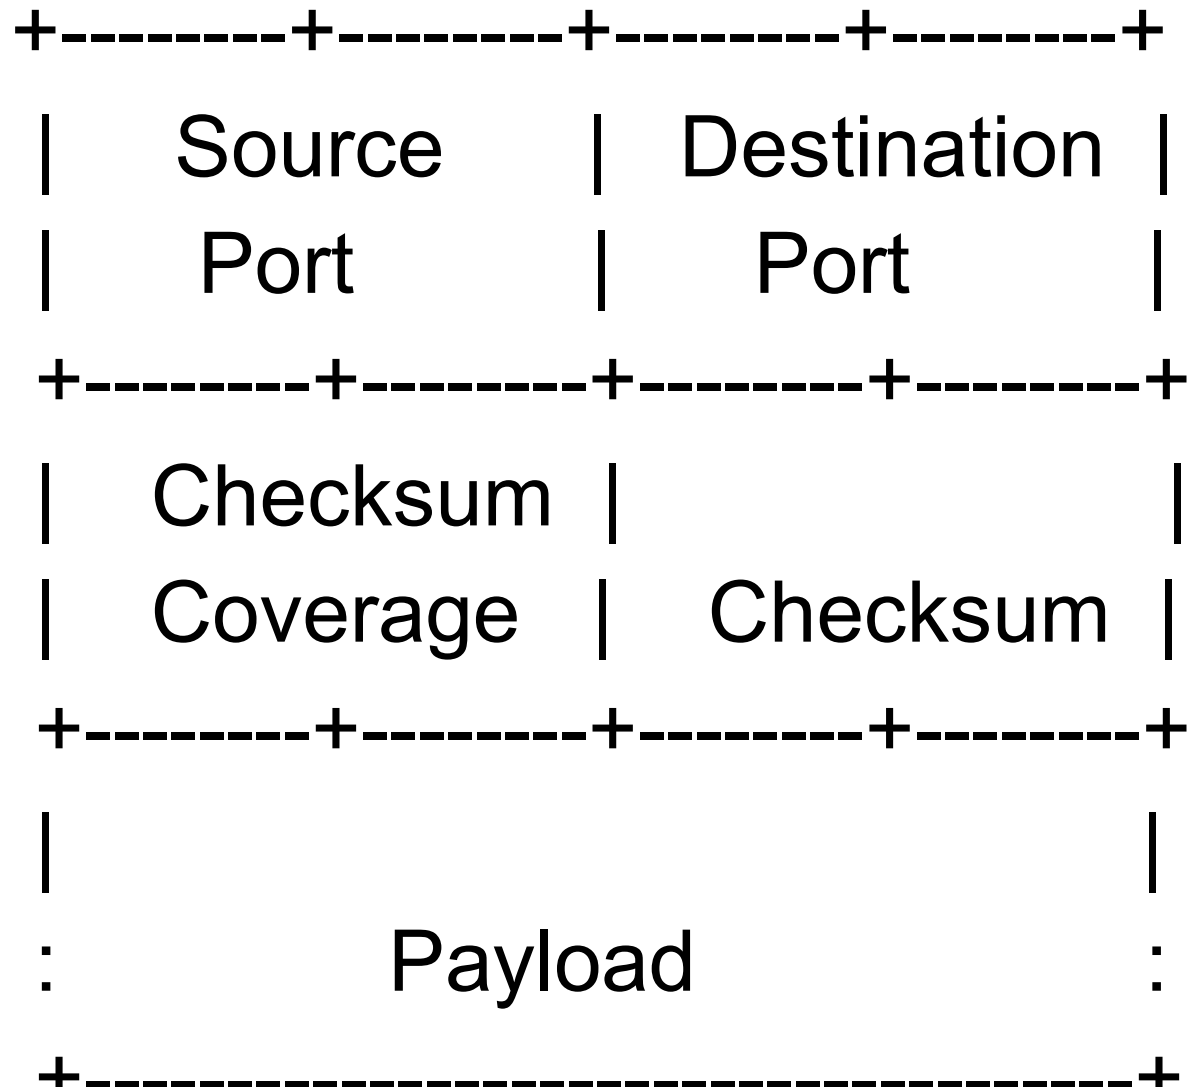 +--------+--------+--------+--------+
| Source | Destination |
| Port | Port |
+--------+--------+--------+--------+
| Checksum | |
| Coverage | Checksum |
+--------+--------+--------+--------+
| |
: Payload :
+-----------------------------------+